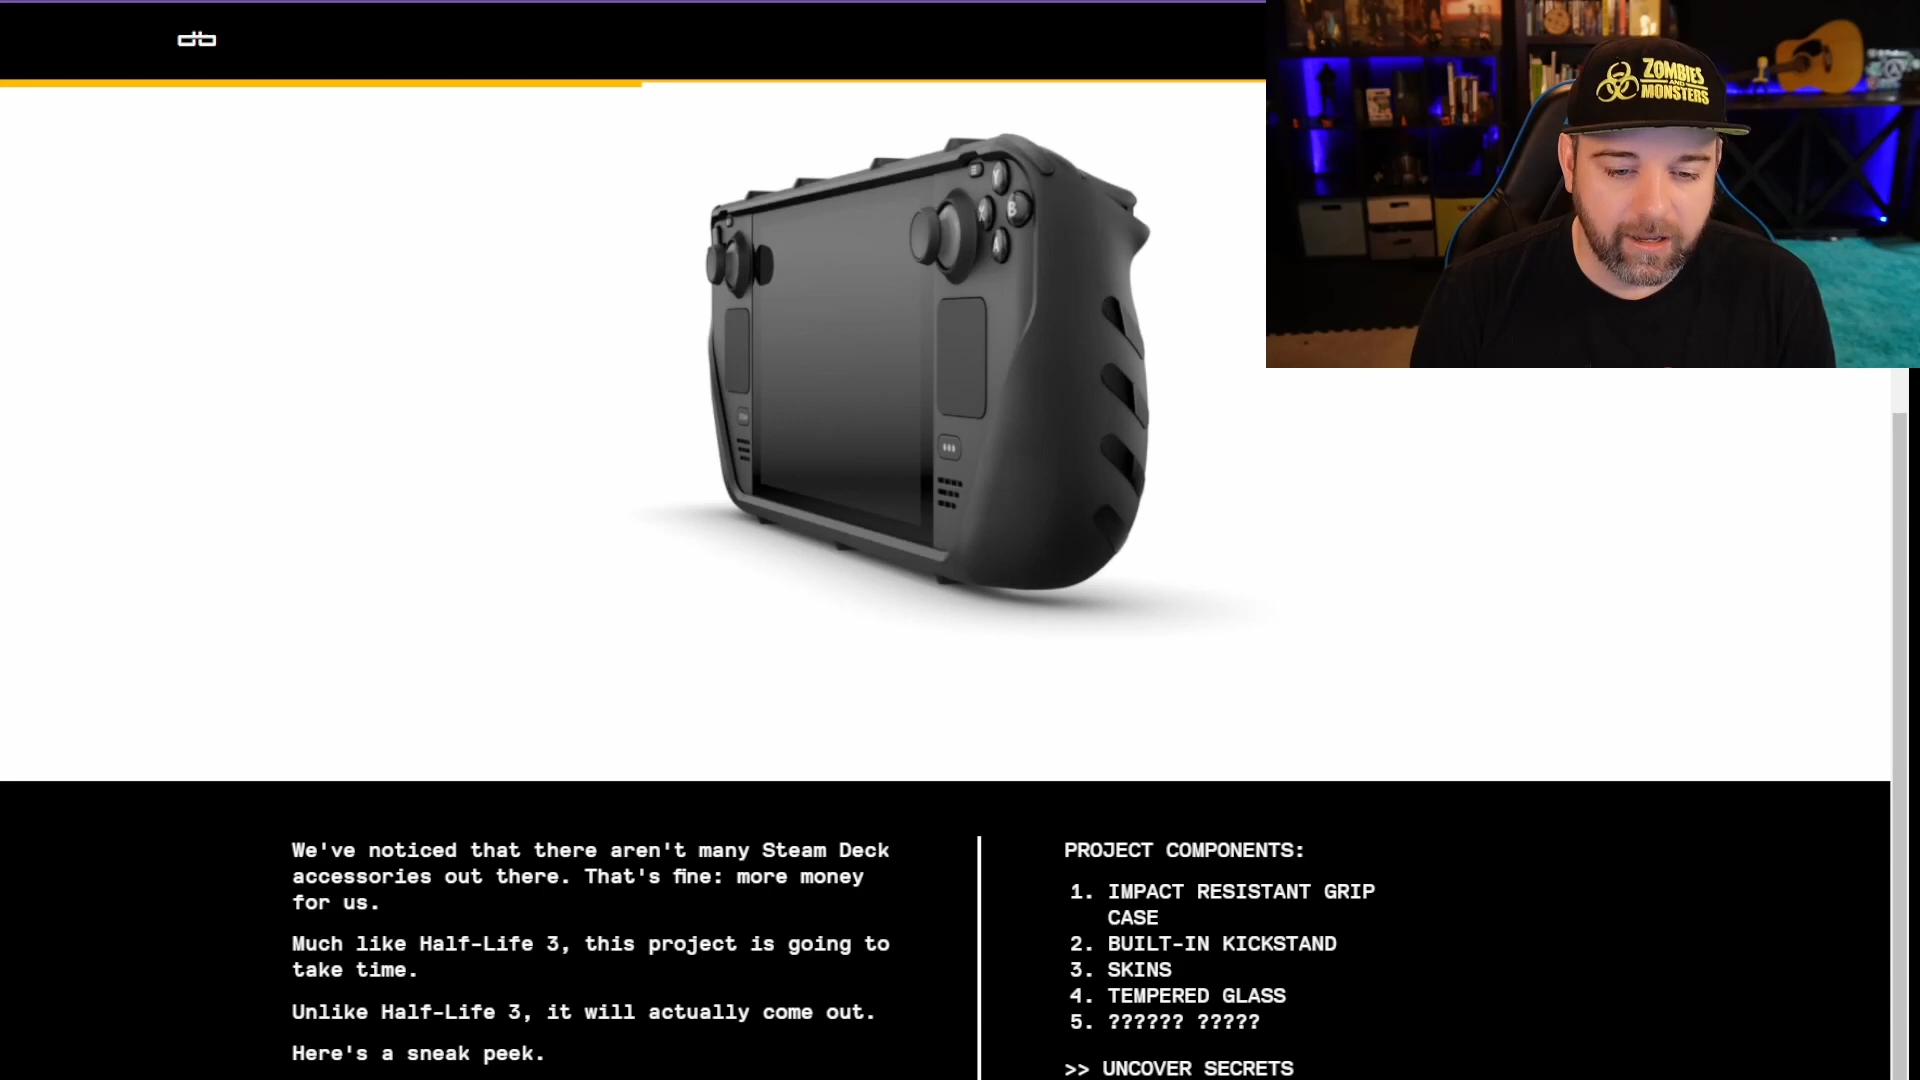 db
ZOMBIES
AND
MONSTERS
Y
X
B
A
We've noticed that there aren't many Steam Deck
accessories out there. That's fine: more money
for us.
Much like Half-Life 3, this project is going to
take time.
Unlike Half-Life 3, it will actually come out.
Here's a sneak peek.
PROJECT COMPONENTS:
1. IMPACT RESISTANT GRIP
CASE
2. BUILT-IN KICKSTAND
3. SKINS
4. TEMPERED GLASS
5. ?????? ?????
>> UNCOVER SECRETS